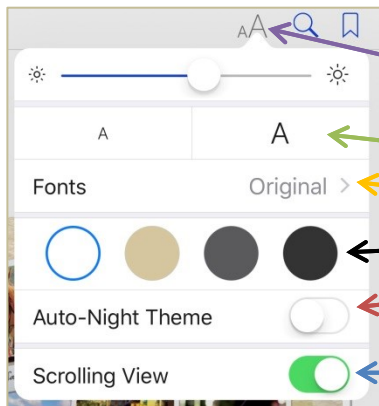 AA
A A
Fonts Original >
Auto-Night Theme
Scrolling View